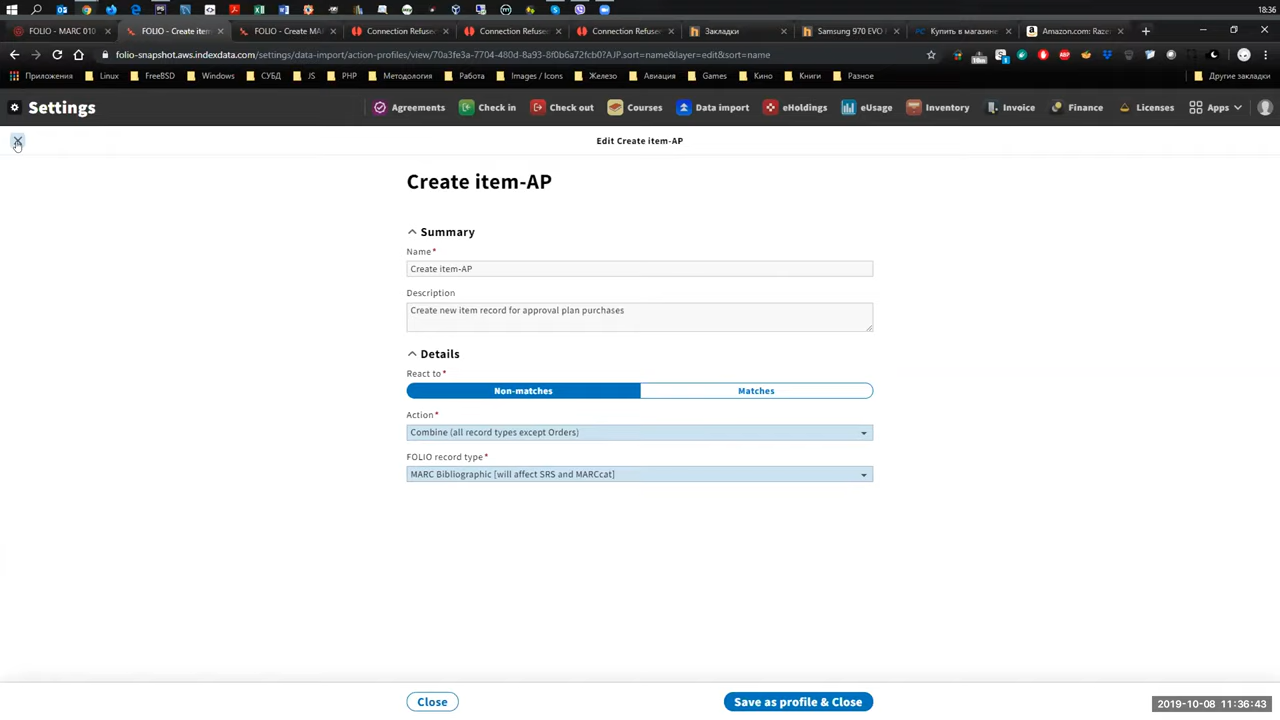 18:36
FOLIO - MARC 010
FOLIO - Create item
FOLIO - Create MA
Connection Refuse
Connection Refuse
Connection Refuse
Закладки
Samsung 970 EVO
Купить в магазине
Amazon.com: Raze
folio-snapshot.aws.indexdata.com/settings/data-import/action-profiles/view/70a3fe3a-7704-480d-8a93-8f0b6a72fcb0?AJP.sort=name&layer=edit&sort=name
Приложения
Linux
FreeBSD
Windows
СУБД
JS
PHP
Методология
Работа
Images / Icons
Железо
Авиация
Games
Кино
Книги
Разное
Другие закладки
Settings
Agreements
Check in
Check out
Courses
Data import
eHoldings
eUsage
Inventory
Invoice
Finance
Licenses
Apps
Edit Create item-AP
Create item-AP
Summary
Name*
Create item-AP
Description
Create new item record for approval plan purchases
Details
React to*
Non-matches
Matches
Action*
Combine (all record types except Orders)
FOLIO record type*
MARC Bibliographic [will affect SRS and MARCcat]
Close
Save as profile & Close
2019-10-08 11:36:43